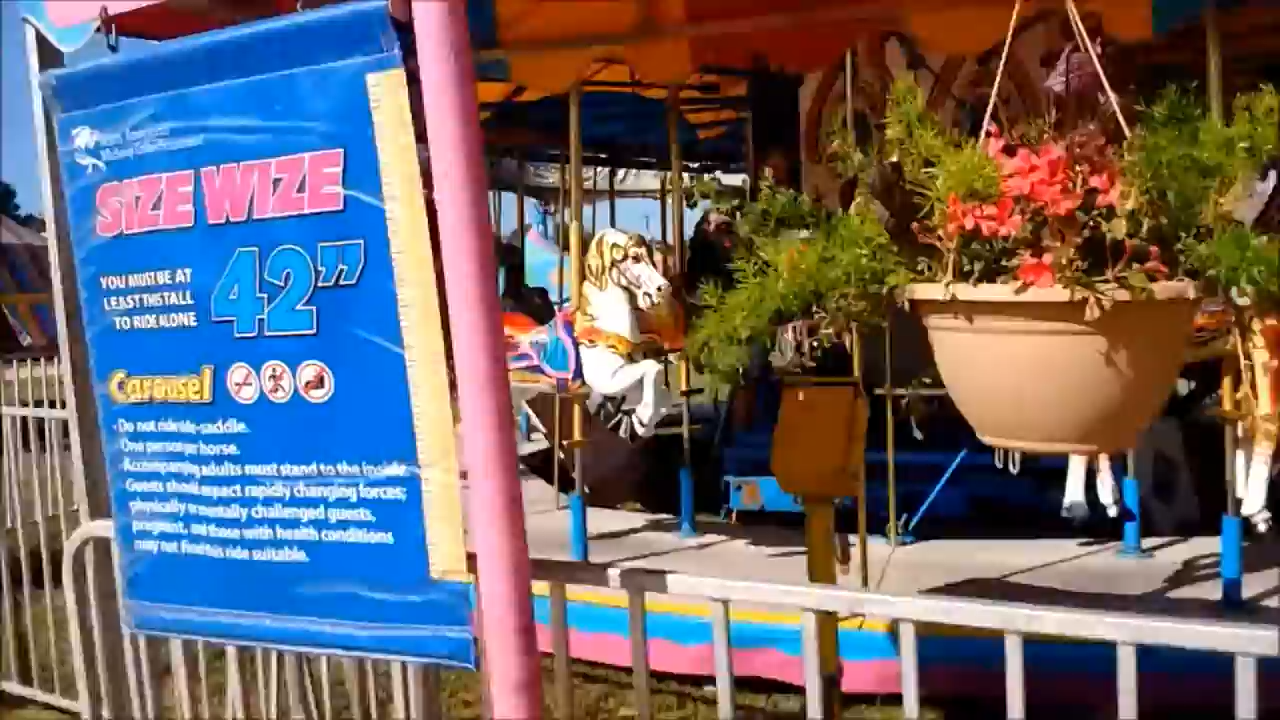 SIZE WIZE
YOU MUST BE AT
LEAST THIS TALL
TO RIDE ALONE
42”
Carousel
• Do not ride side-saddle.
One person per horse.
Accompanying adults must stand to the inside.
Guests should expect rapidly changing forces;
physically or mentally challenged guests,
pregnant, and those with health conditions
may not find this ride suitable.